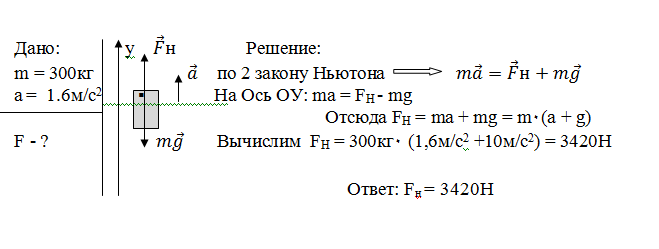 Дано: y F⃗н Решение:
m = 300кг a⃗ по 2 закону Ньютона ma⃗ = F⃗н + mg⃗
a = 1.6м/с² На Ось ОУ: ma = Fн - mg
Отсюда Fн = ma + mg = m·(a + g)
F - ? mg⃗ Вычислим Fн = 300кг· (1,6м/с² +10м/с²) = 3420Н
Ответ: Fн = 3420Н